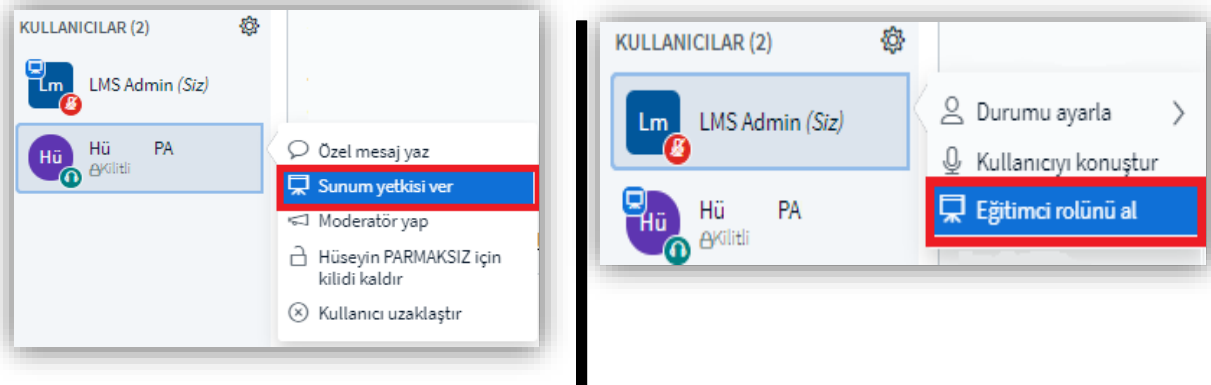 KULLANICILAR (2)
Lm
LMS Admin (Siz)
Hü
Hü PA
Kilitli
Özel mesaj yaz
Sunum yetkisi ver
Moderatör yap
Hüseyin PARMAKSIZ için
kilidi kaldır
Kullanıcı uzaklaştır
KULLANICILAR (2)
Lm
LMS Admin (Siz)
Hü
Hü PA
Kilitli
Durumu ayarla
Kullanıcıyı konuştur
Eğitimci rolünü al